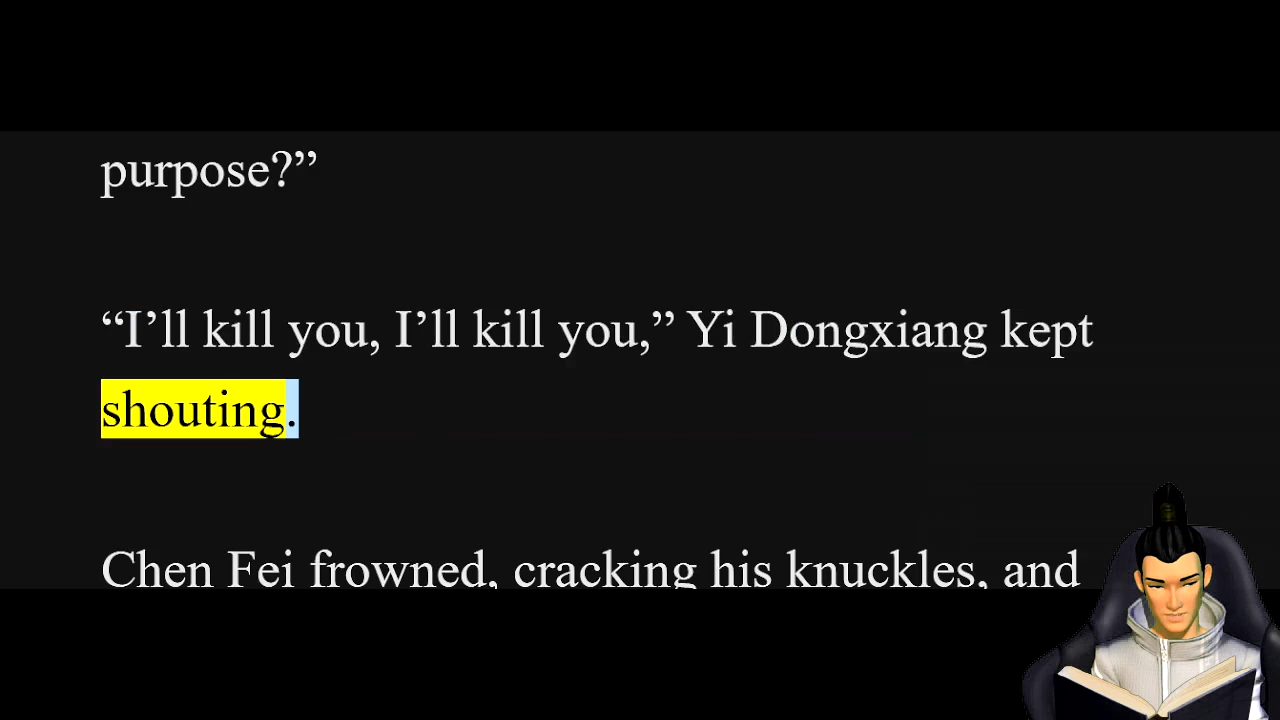 purpose?”
“I’ll kill you, I’ll kill you,” Yi Dongxiang kept
shouting.
Chen Fei frowned, cracking his knuckles, and